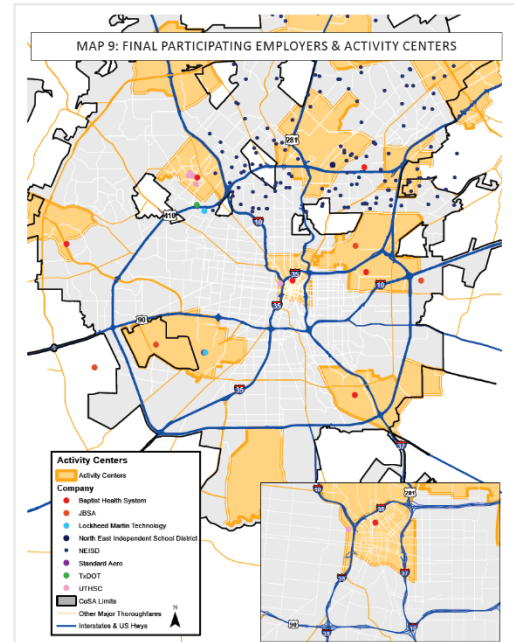 MAP 9: FINAL PARTICIPATING EMPLOYERS & ACTIVITY CENTERS
281
410
10
35
10
35
90
35
37
Activity Centers
Activity Centers
Company
Baptist Health System
JBSA
Lockheed Martin Technology
North East Independent School District
NEISD
Standard Aero
TxDOT
UTHSC
CoSA Limits
Other Major Thoroughfares
Interstates & US Hwys
N
10
281
35
35
37
90